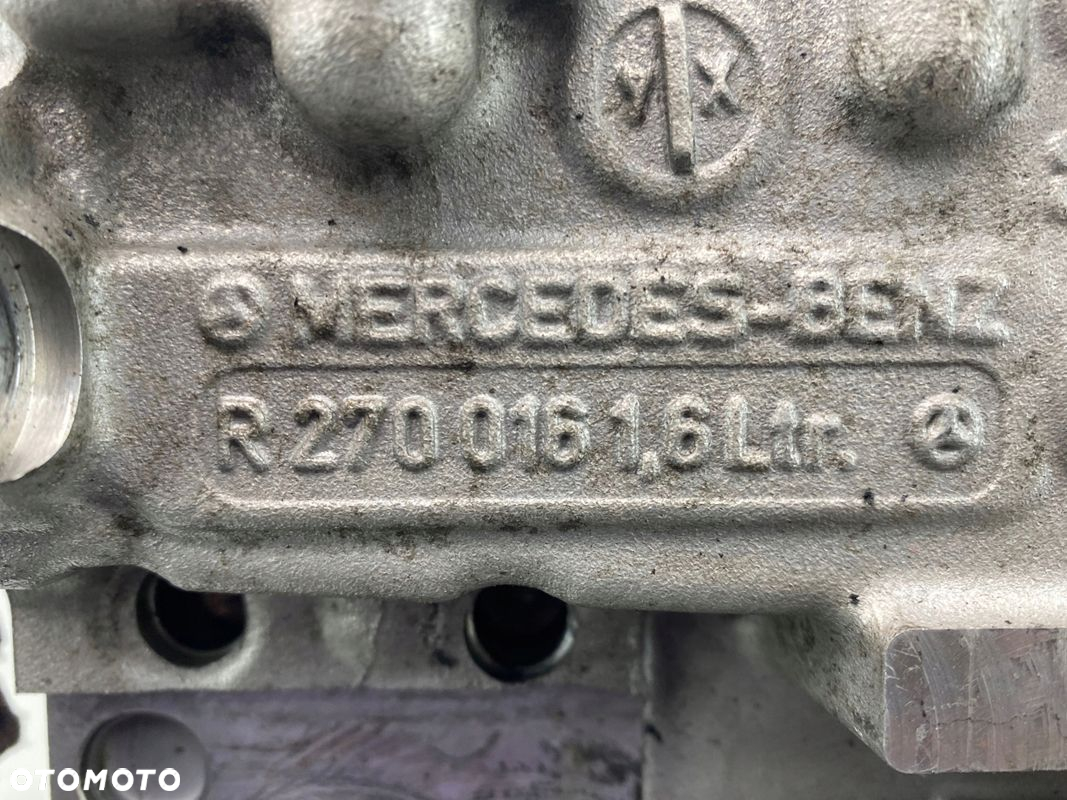 Y X
MERCEDES-BENZ
R 270 016 1,6 Ltr.
OTOMOTO